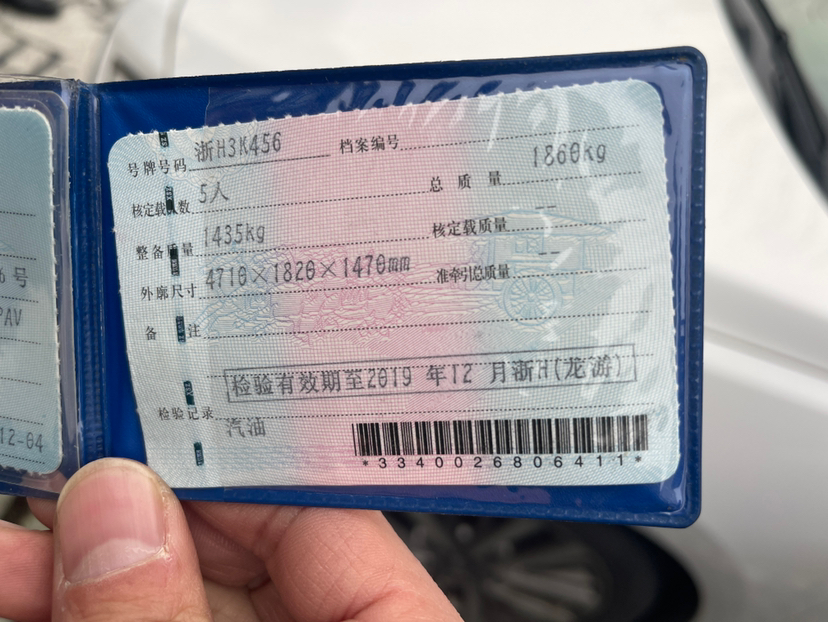 号牌号码 浙H3K456 档案编号
核定载人数 5人 总质量 1860kg
整备质量 1435kg 核定载质量 --
外廓尺寸 4710×1820×1470mm 准牵引总质量 --
备注
检验有效期至2019年12月浙H(龙游)
检验记录
汽油
*3340026806411*
号
PAV
12-04